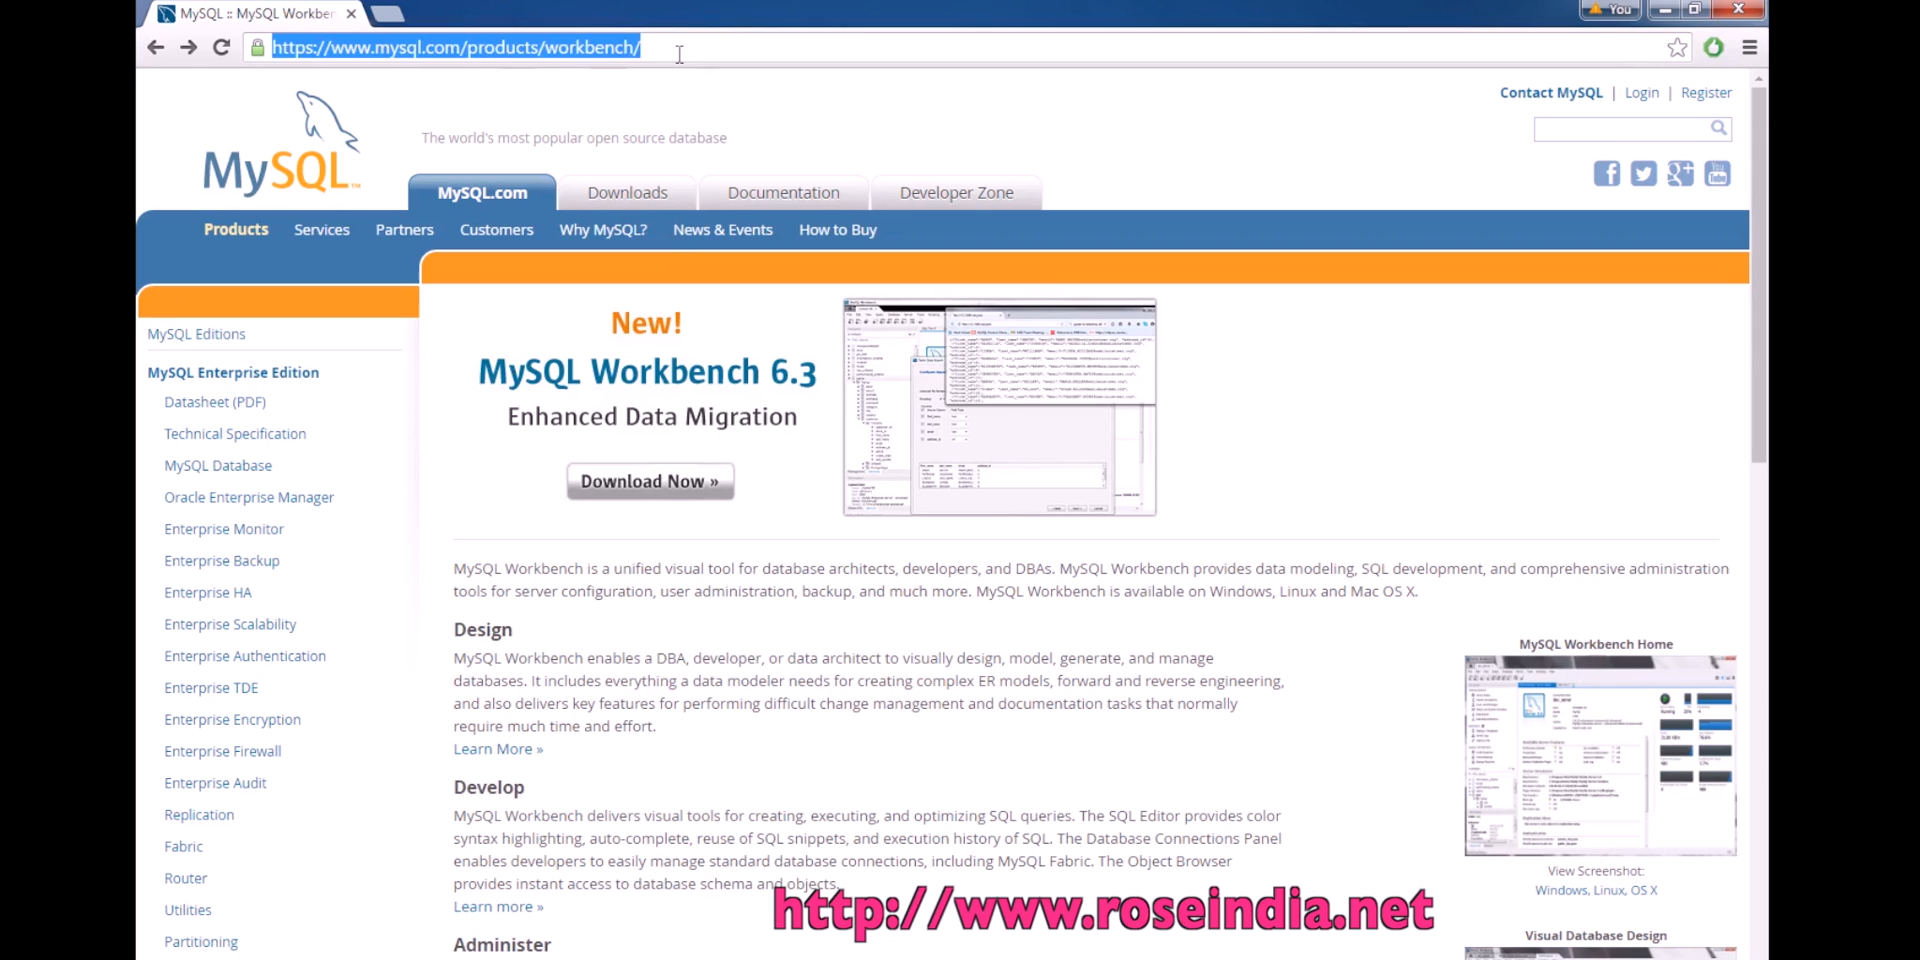 MySQL :: MySQL Workben
You
https://www.mysql.com/products/workbench/
Contact MySQL | Login | Register
MySQL™
The world's most popular open source database
MySQL.com Downloads Documentation Developer Zone
Products Services Partners Customers Why MySQL? News & Events How to Buy
MySQL Editions
MySQL Enterprise Edition
Datasheet (PDF)
Technical Specification
MySQL Database
Oracle Enterprise Manager
Enterprise Monitor
Enterprise Backup
Enterprise HA
Enterprise Scalability
Enterprise Authentication
Enterprise TDE
Enterprise Encryption
Enterprise Firewall
Enterprise Audit
Replication
Fabric
Router
Utilities
Partitioning
New!
MySQL Workbench 6.3
Enhanced Data Migration
Download Now »
MySQL Workbench is a unified visual tool for database architects, developers, and DBAs. MySQL Workbench provides data modeling, SQL development, and comprehensive administration
tools for server configuration, user administration, backup, and much more. MySQL Workbench is available on Windows, Linux and Mac OS X.
Design
MySQL Workbench enables a DBA, developer, or data architect to visually design, model, generate, and manage
databases. It includes everything a data modeler needs for creating complex ER models, forward and reverse engineering,
and also delivers key features for performing difficult change management and documentation tasks that normally
require much time and effort.
Learn More »
Develop
MySQL Workbench delivers visual tools for creating, executing, and optimizing SQL queries. The SQL Editor provides color
syntax highlighting, auto-complete, reuse of SQL snippets, and execution history of SQL. The Database Connections Panel
enables developers to easily manage standard database connections, including MySQL Fabric. The Object Browser
provides instant access to database schema and objects.
Learn more »
Administer
MySQL Workbench Home
View Screenshot:
Windows, Linux, OS X
Visual Database Design
http://www.roseindia.net